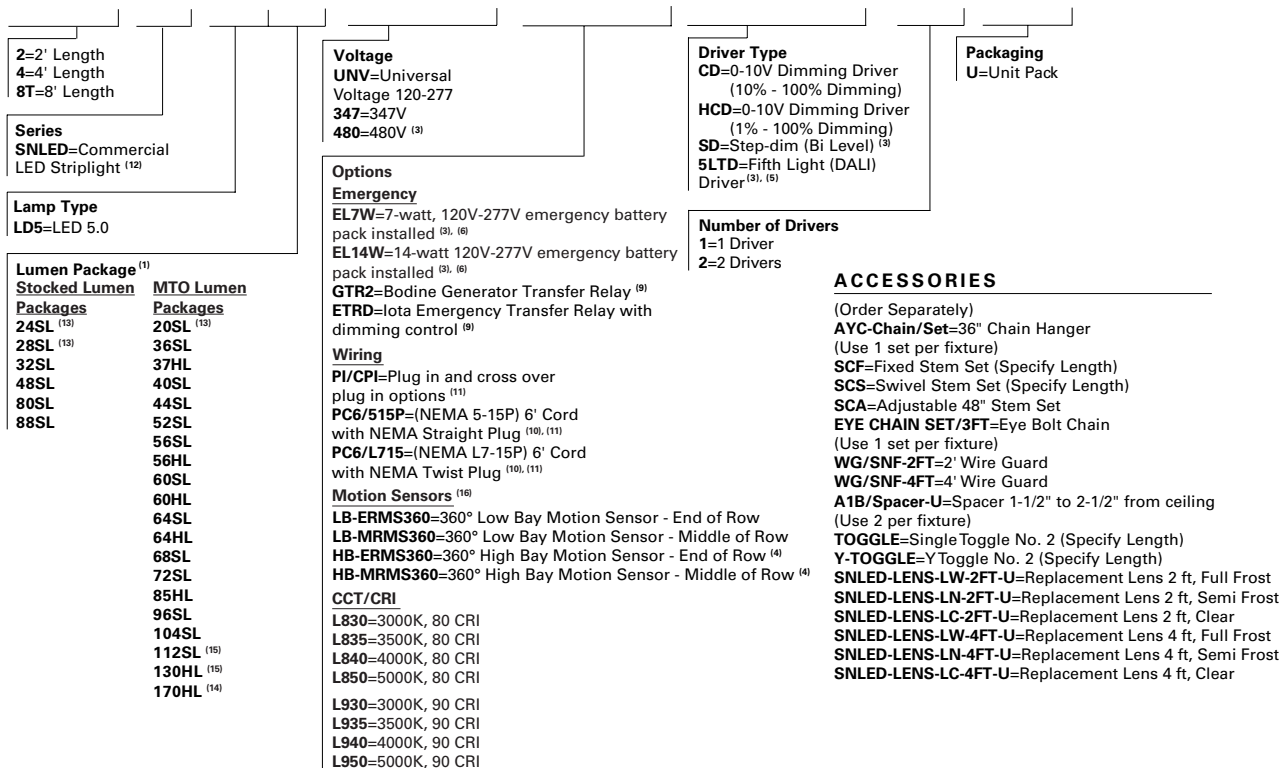 2=2' Length
4=4' Length
8T=8' Length
Series
SNLED=Commercial
LED Striplight (12)
Lamp Type
LD5=LED 5.0
Lumen Package (1)
Stocked Lumen
Packages
24SL (13)
28SL (13)
32SL
48SL
80SL
88SL
MTO Lumen
Packages
20SL (13)
36SL
37HL
40SL
44SL
52SL
56SL
56HL
60SL
60HL
64SL
64HL
68SL
72SL
85HL
96SL
104SL
112SL (15)
130HL (15)
170HL (14)
Voltage
UNV=Universal
Voltage 120-277
347=347V
480=480V (3)
Options
Emergency
EL7W=7-watt, 120V-277V emergency battery
pack installed (3), (6)
EL14W=14-watt 120V-277V emergency battery
pack installed (3), (6)
GTR2=Bodine Generator Transfer Relay (9)
ETRD=Iota Emergency Transfer Relay with
dimming control (9)
Wiring
PI/CPI=Plug in and cross over
plug in options (11)
PC6/515P=(NEMA 5-15P) 6' Cord
with NEMA Straight Plug (10), (11)
PC6/L715=(NEMA L7-15P) 6' Cord
with NEMA Twist Plug (10), (11)
Motion Sensors (16)
LB-ERMS360=360° Low Bay Motion Sensor - End of Row
LB-MRMS360=360° Low Bay Motion Sensor - Middle of Row
HB-ERMS360=360° High Bay Motion Sensor - End of Row (4)
HB-MRMS360=360° High Bay Motion Sensor - Middle of Row (4)
CCT/CRI
L830=3000K, 80 CRI
L835=3500K, 80 CRI
L840=4000K, 80 CRI
L850=5000K, 80 CRI
L930=3000K, 90 CRI
L935=3500K, 90 CRI
L940=4000K, 90 CRI
L950=5000K, 90 CRI
Driver Type
CD=0-10V Dimming Driver
(10% - 100% Dimming)
HCD=0-10V Dimming Driver
(1% - 100% Dimming)
SD=Step-dim (Bi Level) (3)
5LTD=Fifth Light (DALI)
Driver (3), (5)
Number of Drivers
1=1 Driver
2=2 Drivers
Packaging
U=Unit Pack
ACCESSORIES
(Order Separately)
AYC-Chain/Set=36" Chain Hanger
(Use 1 set per fixture)
SCF=Fixed Stem Set (Specify Length)
SCS=Swivel Stem Set (Specify Length)
SCA=Adjustable 48" Stem Set
EYE CHAIN SET/3FT=Eye Bolt Chain
(Use 1 set per fixture)
WG/SNF-2FT=2' Wire Guard
WG/SNF-4FT=4' Wire Guard
A1B/Spacer-U=Spacer 1-1/2" to 2-1/2" from ceiling
(Use 2 per fixture)
TOGGLE=Single Toggle No. 2 (Specify Length)
Y-TOGGLE=Y Toggle No. 2 (Specify Length)
SNLED-LENS-LW-2FT-U=Replacement Lens 2 ft, Full Frost
SNLED-LENS-LN-2FT-U=Replacement Lens 2 ft, Semi Frost
SNLED-LENS-LC-2FT-U=Replacement Lens 2 ft, Clear
SNLED-LENS-LW-4FT-U=Replacement Lens 4 ft, Full Frost
SNLED-LENS-LN-4FT-U=Replacement Lens 4 ft, Semi Frost
SNLED-LENS-LC-4FT-U=Replacement Lens 4 ft, Clear